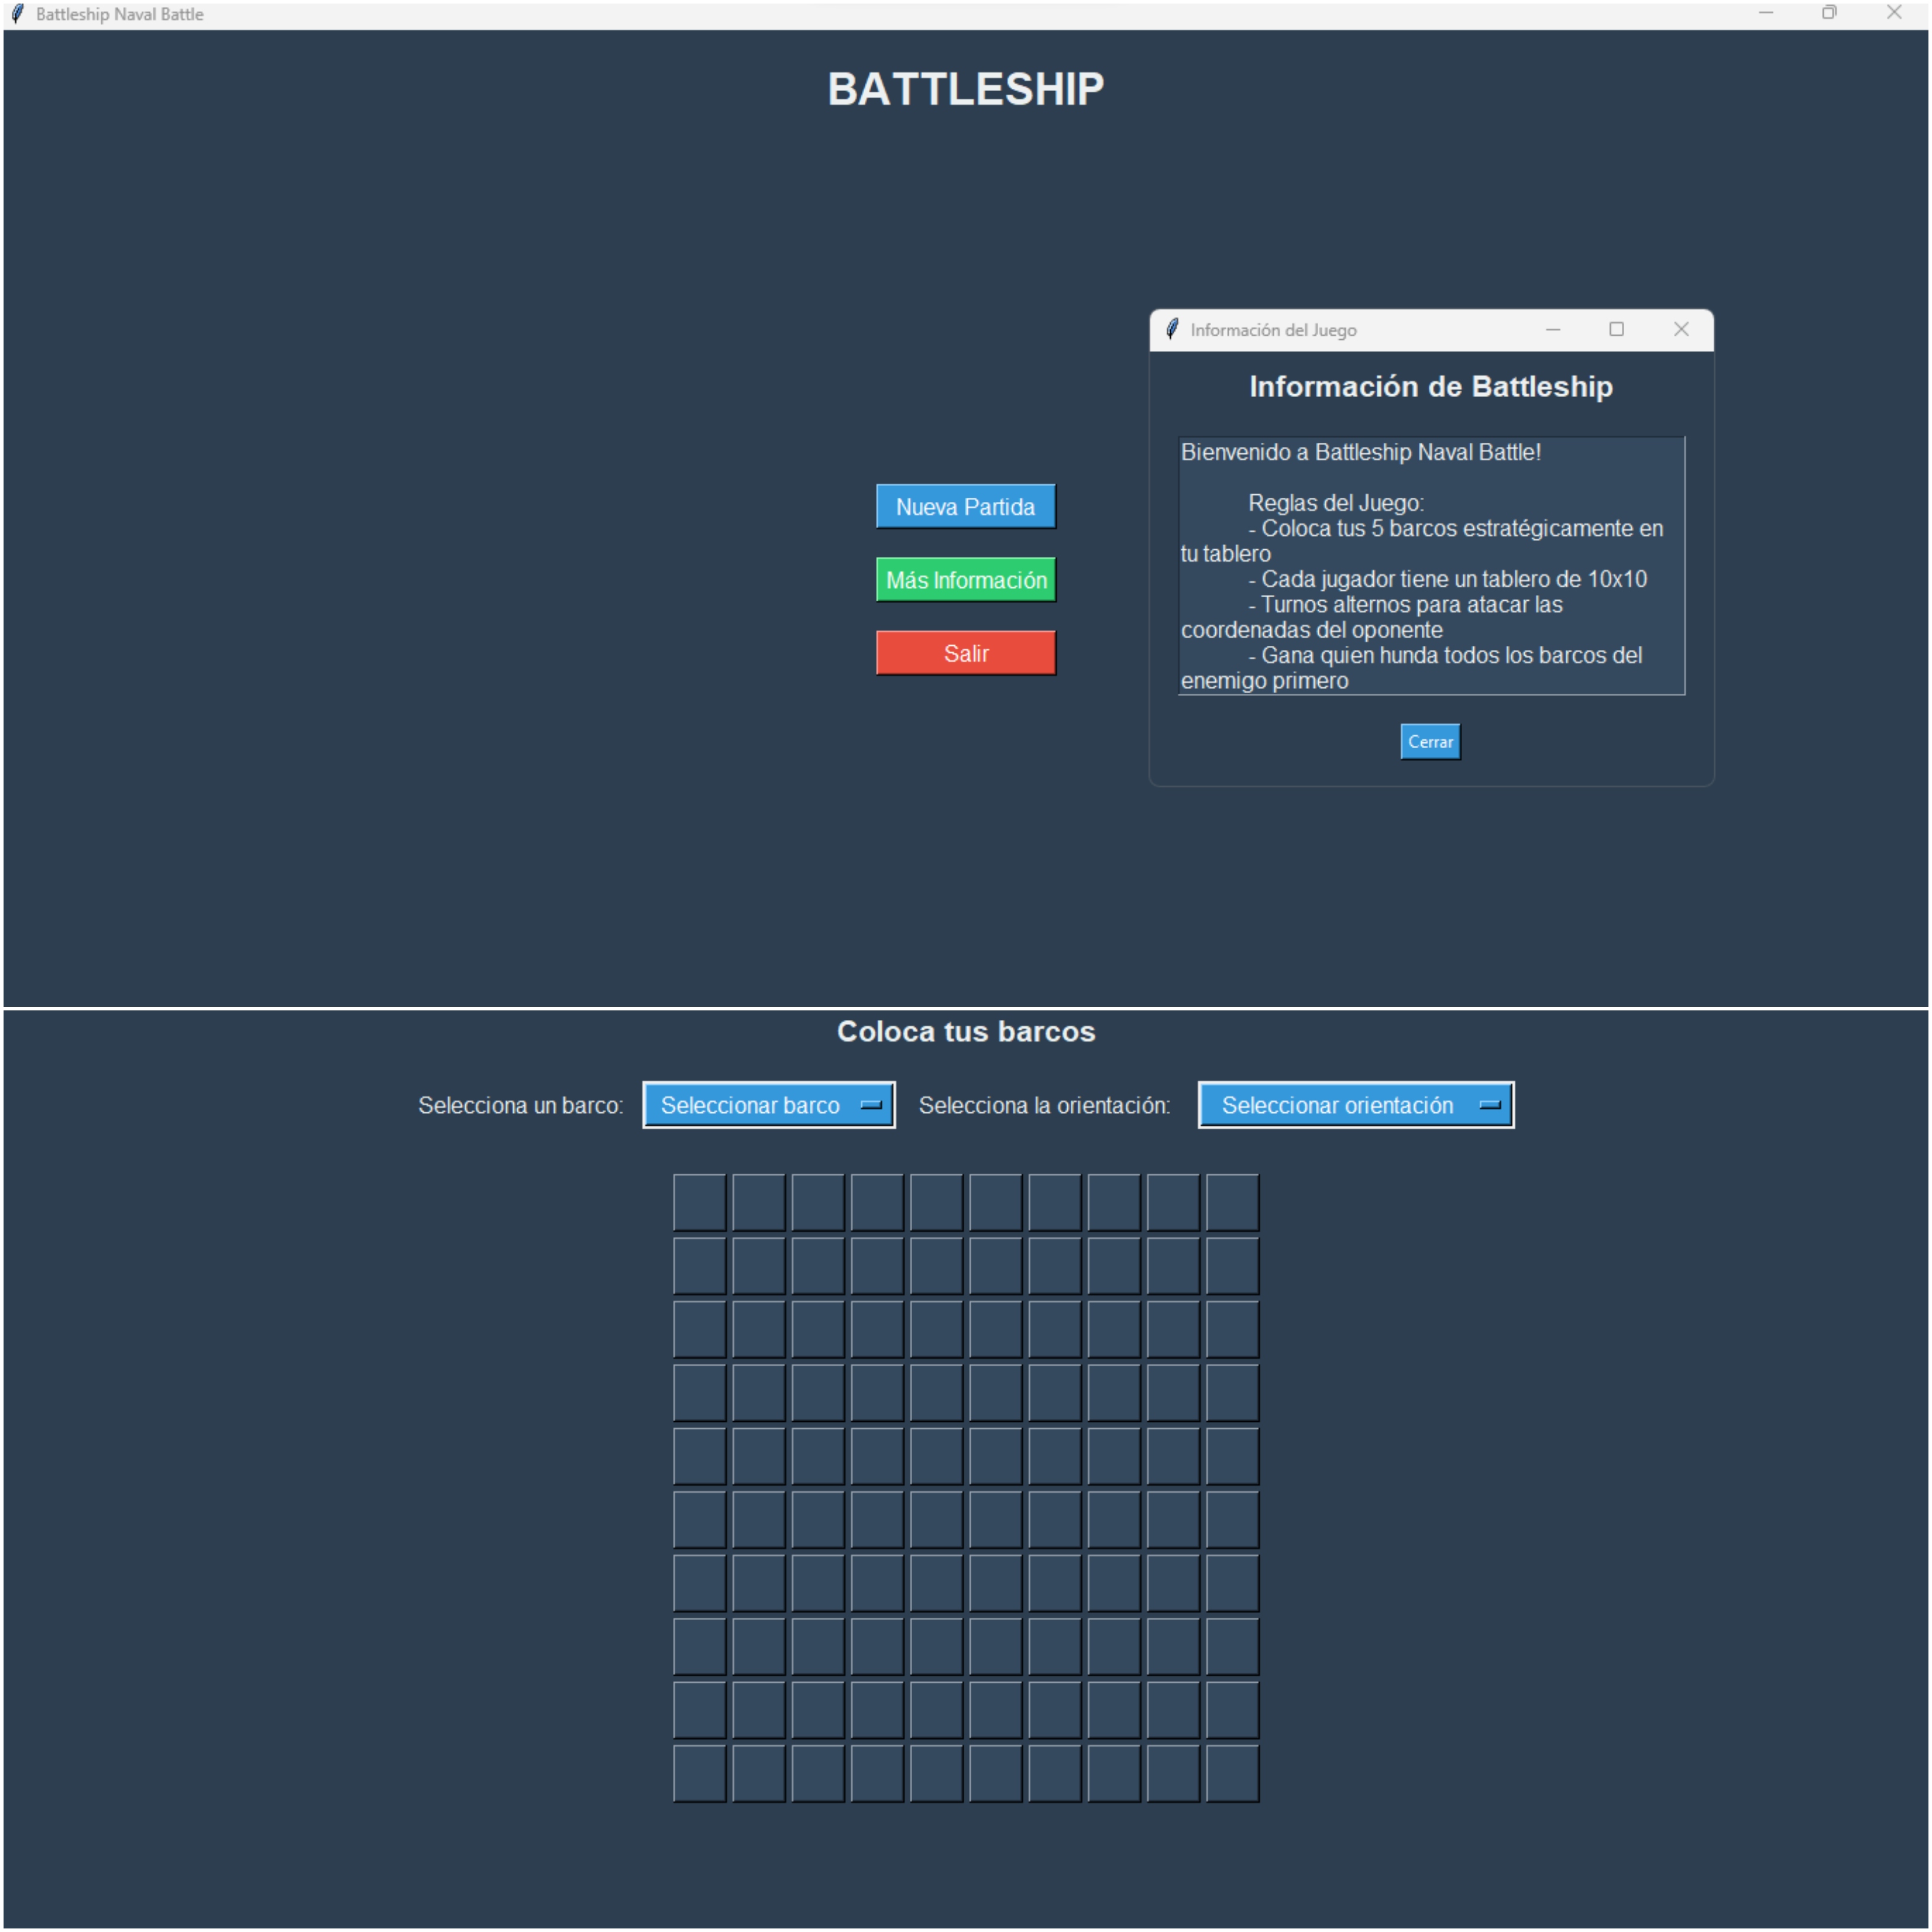 Battleship Naval Battle
BATTLESHIP
Nueva Partida
Más Información
Salir
Información del Juego
Información de Battleship
Bienvenido a Battleship Naval Battle!
Reglas del Juego:
- Coloca tus 5 barcos estratégicamente en
tu tablero
- Cada jugador tiene un tablero de 10x10
- Turnos alternos para atacar las
coordenadas del oponente
- Gana quien hunda todos los barcos del
enemigo primero
Cerrar
Coloca tus barcos
Selecciona un barco: Seleccionar barco Selecciona la orientación: Seleccionar orientación